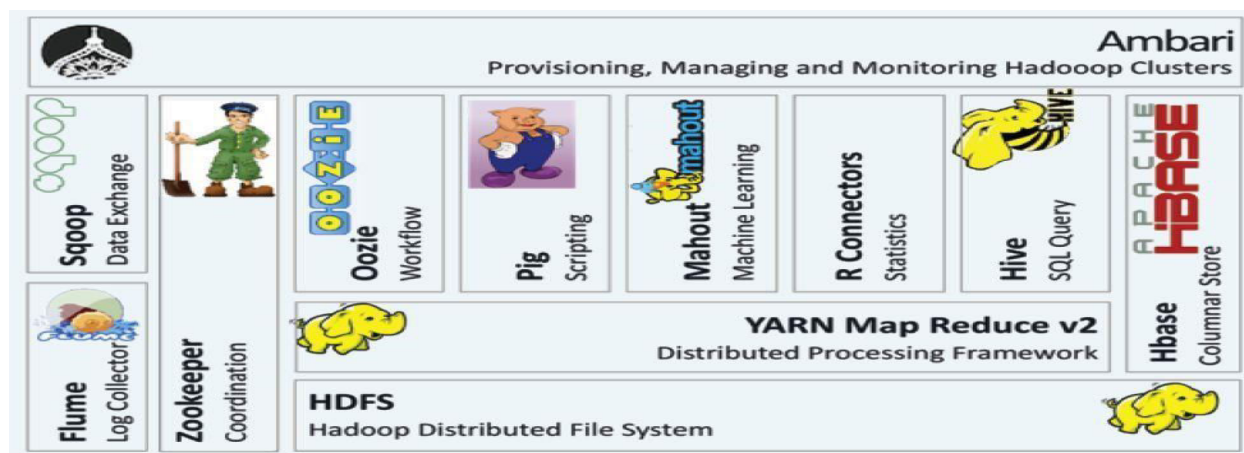 Ambari
Provisioning, Managing and Monitoring Hadooop Clusters
sqoop
Sqoop
Data Exchange
Flume
Log Collector
Zookeeper
Coordination
OOZIE
Oozie
Workflow
Pig
Scripting
mahout
Mahout
Machine Learning
R Connectors
Statistics
HIVE
Hive
SQL Query
APACHE
HBASE
Hbase
Columnar Store
YARN Map Reduce v2
Distributed Processing Framework
HDFS
Hadoop Distributed File System